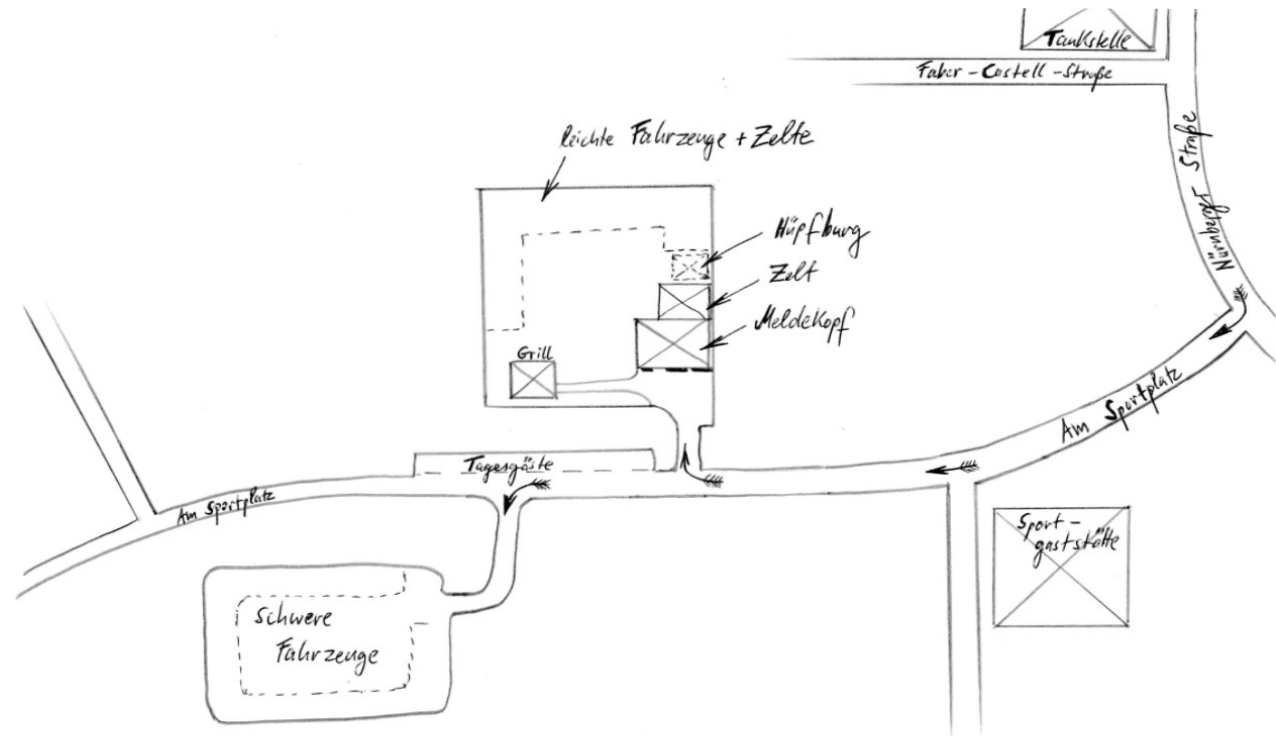 Tankstelle
Faber-Castell-Straße
Nürnberger Straße
leichte Fahrzeuge + Zelte
Hüpfburg
Zelt
Meldekopf
Grill
Am Sportplatz
Tagesgäste
Am Sportplatz
Sport-
gaststätte
Schwere
Fahrzeuge